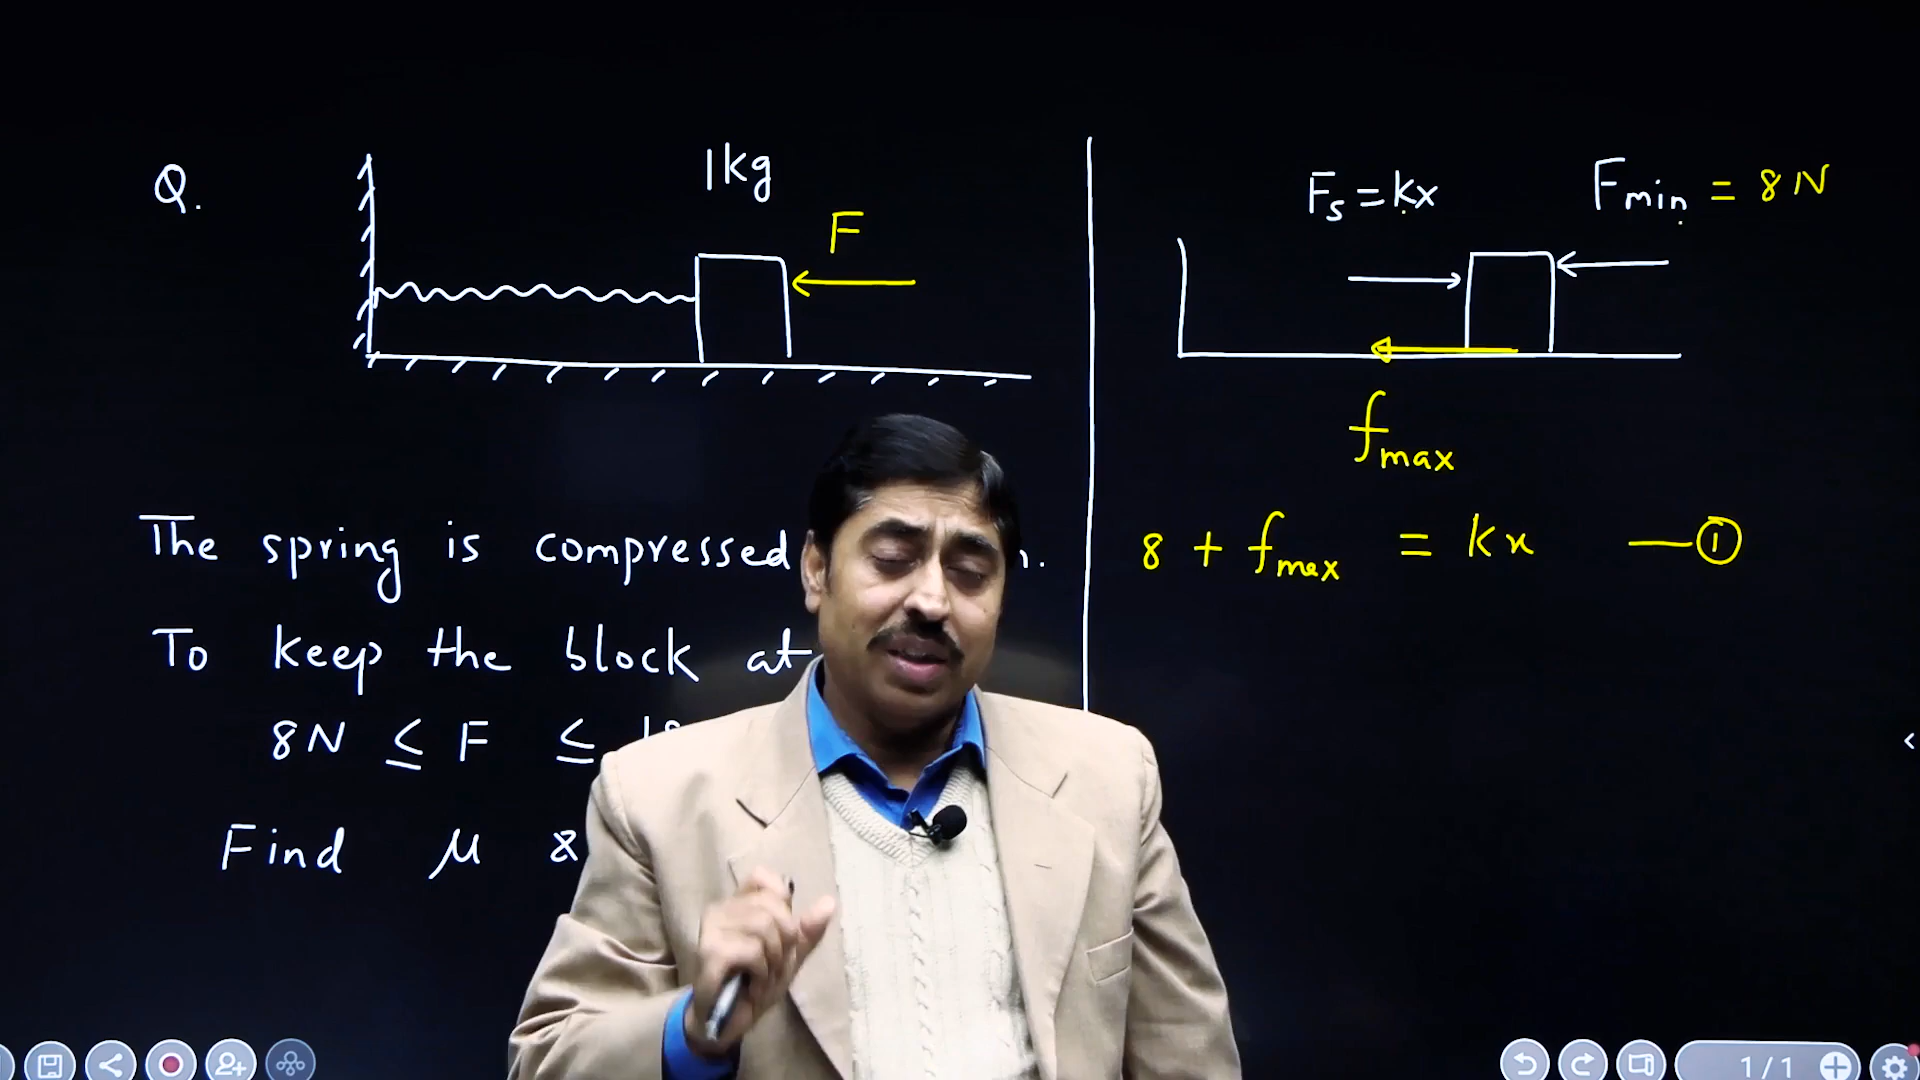 Q.
1kg
F
The spring is compressed
To keep the block at
8N ≤ F ≤
Find μ &
Fs = kx
Fmin = 8N
fmax
8 + fmax = kx —①
1/1